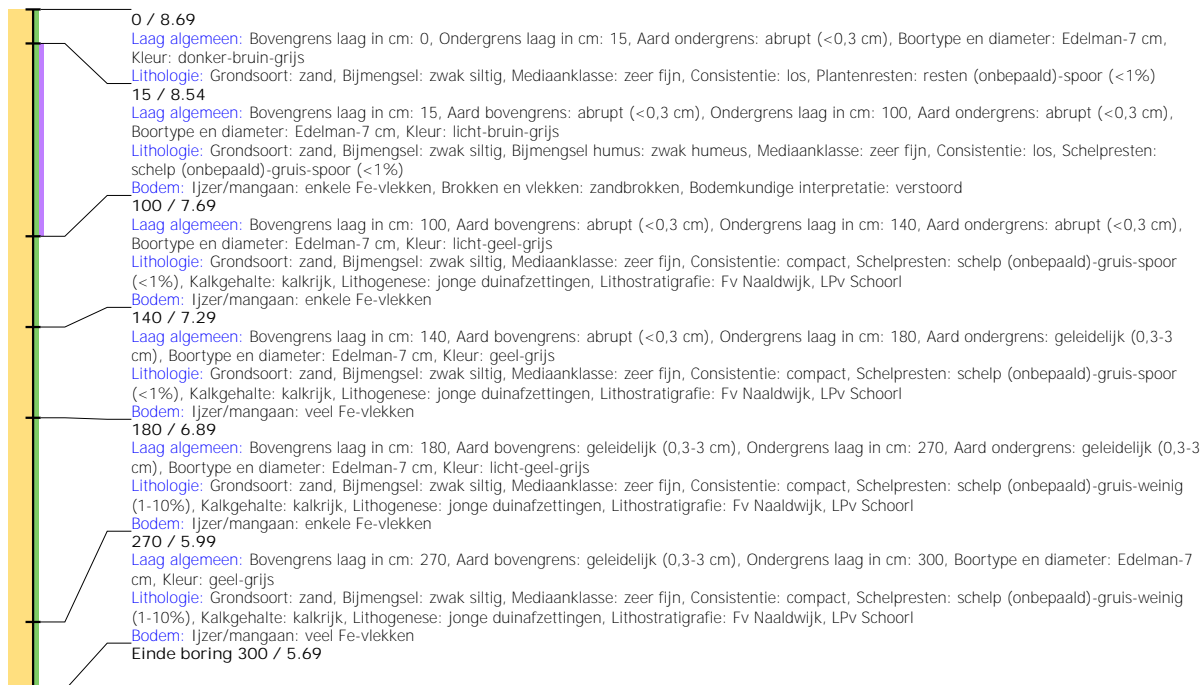 0 / 8.69
Laag algemeen: Bovengrens laag in cm: 0, Ondergrens laag in cm: 15, Aard ondergrens: abrupt (<0,3 cm), Boortype en diameter: Edelman-7 cm,
Kleur: donker-bruin-grijs
Lithologie: Grondsoort: zand, Bijmengsel: zwak siltig, Mediaanklasse: zeer fijn, Consistentie: los, Plantenresten: resten (onbepaald)-spoor (<1%)
15 / 8.54
Laag algemeen: Bovengrens laag in cm: 15, Aard bovengrens: abrupt (<0,3 cm), Ondergrens laag in cm: 100, Aard ondergrens: abrupt (<0,3 cm),
Boortype en diameter: Edelman-7 cm, Kleur: licht-bruin-grijs
Lithologie: Grondsoort: zand, Bijmengsel: zwak siltig, Bijmengsel humus: zwak humeus, Mediaanklasse: zeer fijn, Consistentie: los, Schelpresten:
schelp (onbepaald)-gruis-spoor (<1%)
Bodem: Ijzer/mangaan: enkele Fe-vlekken, Brokken en vlekken: zandbrokken, Bodemkundige interpretatie: verstoord
100 / 7.69
Laag algemeen: Bovengrens laag in cm: 100, Aard bovengrens: abrupt (<0,3 cm), Ondergrens laag in cm: 140, Aard ondergrens: abrupt (<0,3 cm),
Boortype en diameter: Edelman-7 cm, Kleur: licht-geel-grijs
Lithologie: Grondsoort: zand, Bijmengsel: zwak siltig, Mediaanklasse: zeer fijn, Consistentie: compact, Schelpresten: schelp (onbepaald)-gruis-spoor
(<1%), Kalkgehalte: kalkrijk, Lithogenese: jonge duinafzettingen, Lithostratigrafie: Fv Naaldwijk, LPv Schoorl
Bodem: Ijzer/mangaan: enkele Fe-vlekken
140 / 7.29
Laag algemeen: Bovengrens laag in cm: 140, Aard bovengrens: abrupt (<0,3 cm), Ondergrens laag in cm: 180, Aard ondergrens: geleidelijk (0,3-3
cm), Boortype en diameter: Edelman-7 cm, Kleur: geel-grijs
Lithologie: Grondsoort: zand, Bijmengsel: zwak siltig, Mediaanklasse: zeer fijn, Consistentie: compact, Schelpresten: schelp (onbepaald)-gruis-spoor
(<1%), Kalkgehalte: kalkrijk, Lithogenese: jonge duinafzettingen, Lithostratigrafie: Fv Naaldwijk, LPv Schoorl
Bodem: Ijzer/mangaan: veel Fe-vlekken
180 / 6.89
Laag algemeen: Bovengrens laag in cm: 180, Aard bovengrens: geleidelijk (0,3-3 cm), Ondergrens laag in cm: 270, Aard ondergrens: geleidelijk (0,3-3
cm), Boortype en diameter: Edelman-7 cm, Kleur: licht-geel-grijs
Lithologie: Grondsoort: zand, Bijmengsel: zwak siltig, Mediaanklasse: zeer fijn, Consistentie: compact, Schelpresten: schelp (onbepaald)-gruis-weinig
(1-10%), Kalkgehalte: kalkrijk, Lithogenese: jonge duinafzettingen, Lithostratigrafie: Fv Naaldwijk, LPv Schoorl
Bodem: Ijzer/mangaan: enkele Fe-vlekken
270 / 5.99
Laag algemeen: Bovengrens laag in cm: 270, Aard bovengrens: geleidelijk (0,3-3 cm), Ondergrens laag in cm: 300, Boortype en diameter: Edelman-7
cm, Kleur: geel-grijs
Lithologie: Grondsoort: zand, Bijmengsel: zwak siltig, Mediaanklasse: zeer fijn, Consistentie: compact, Schelpresten: schelp (onbepaald)-gruis-weinig
(1-10%), Kalkgehalte: kalkrijk, Lithogenese: jonge duinafzettingen, Lithostratigrafie: Fv Naaldwijk, LPv Schoorl
Bodem: Ijzer/mangaan: veel Fe-vlekken
Einde boring 300 / 5.69